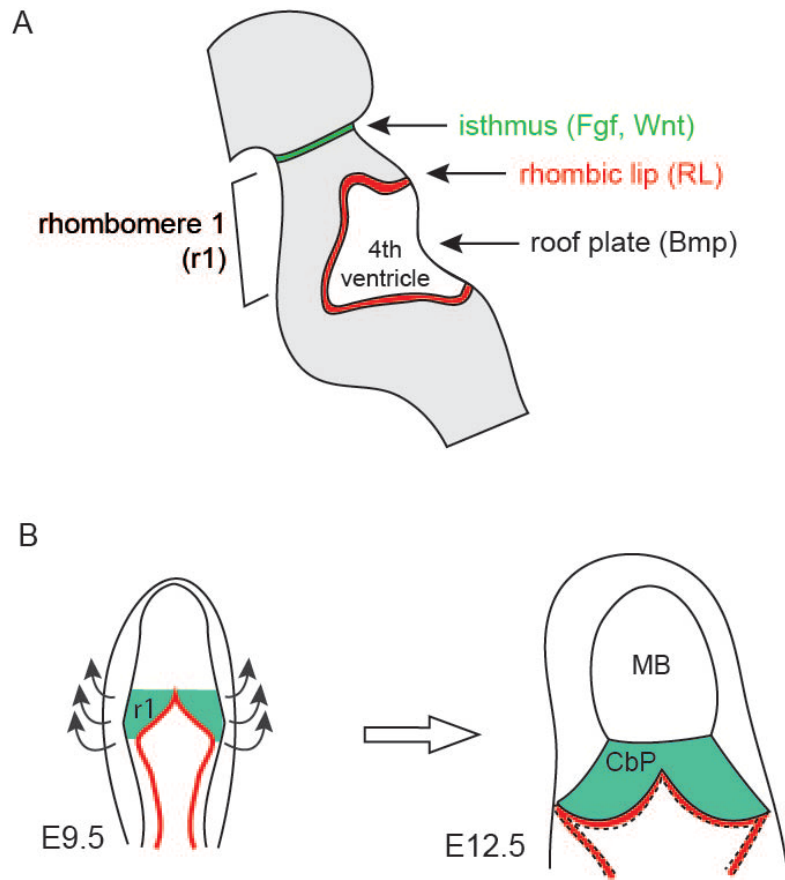 A
isthmus (Fgf, Wnt)
rhombic lip (RL)
rhombomere 1
(r1)
roof plate (Bmp)
4th
ventricle
B
r1
MB
CbP
E9.5
E12.5